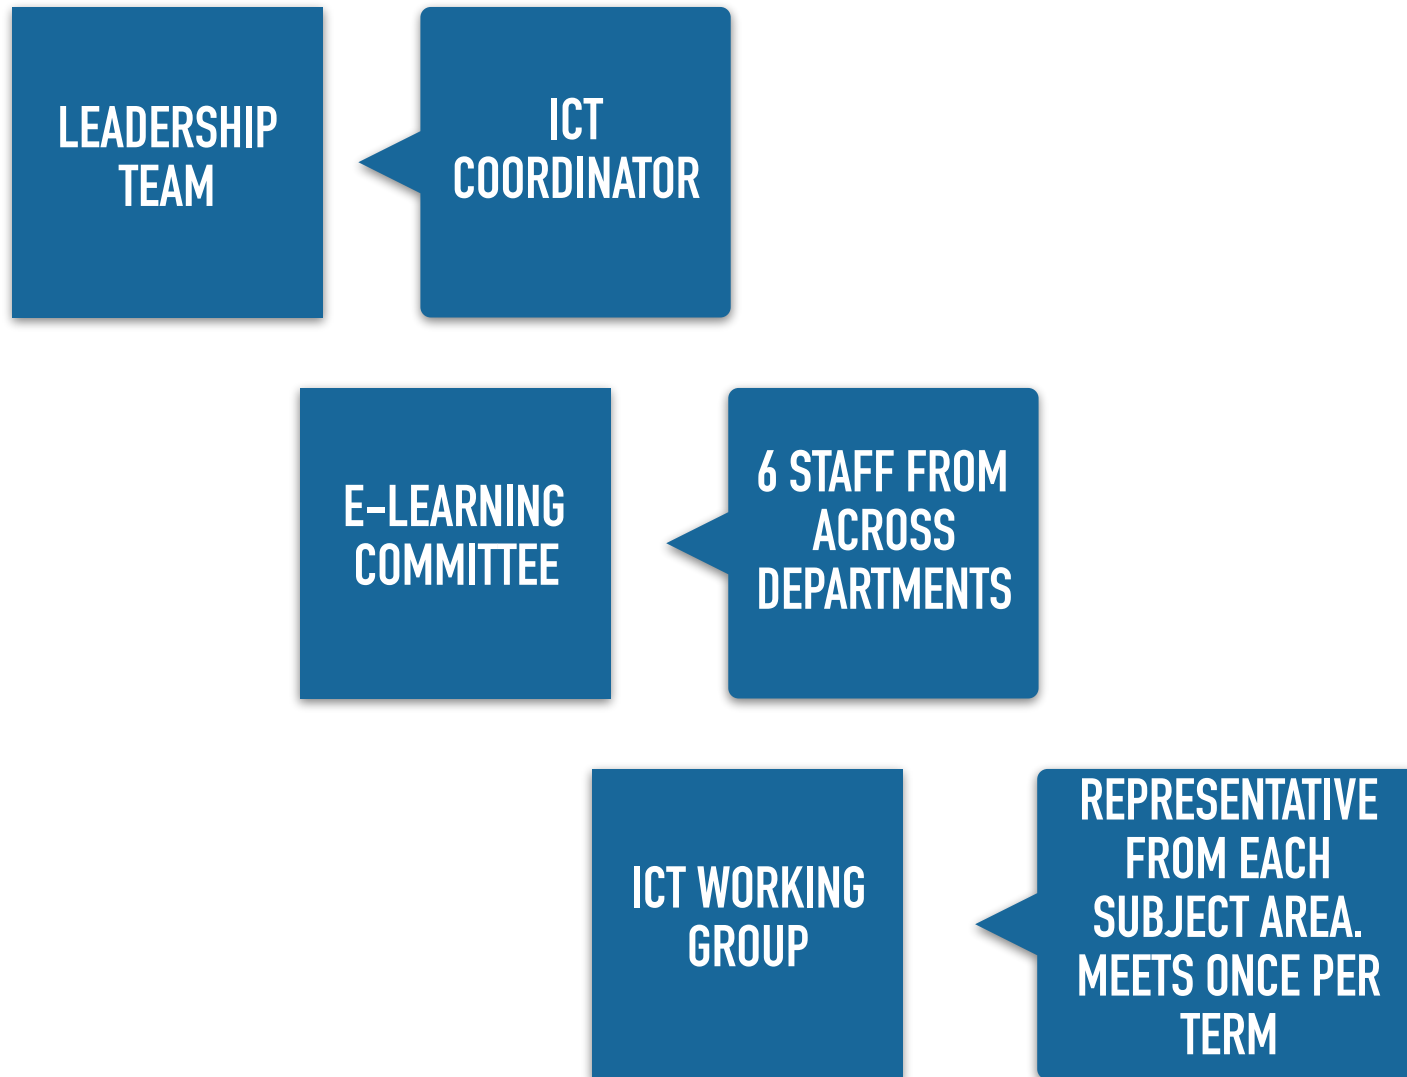 LEADERSHIP
TEAM
ICT
COORDINATOR
E-LEARNING
COMMITTEE
6 STAFF FROM
ACROSS
DEPARTMENTS
ICT WORKING
GROUP
REPRESENTATIVE
FROM EACH
SUBJECT AREA.
MEETS ONCE PER
TERM